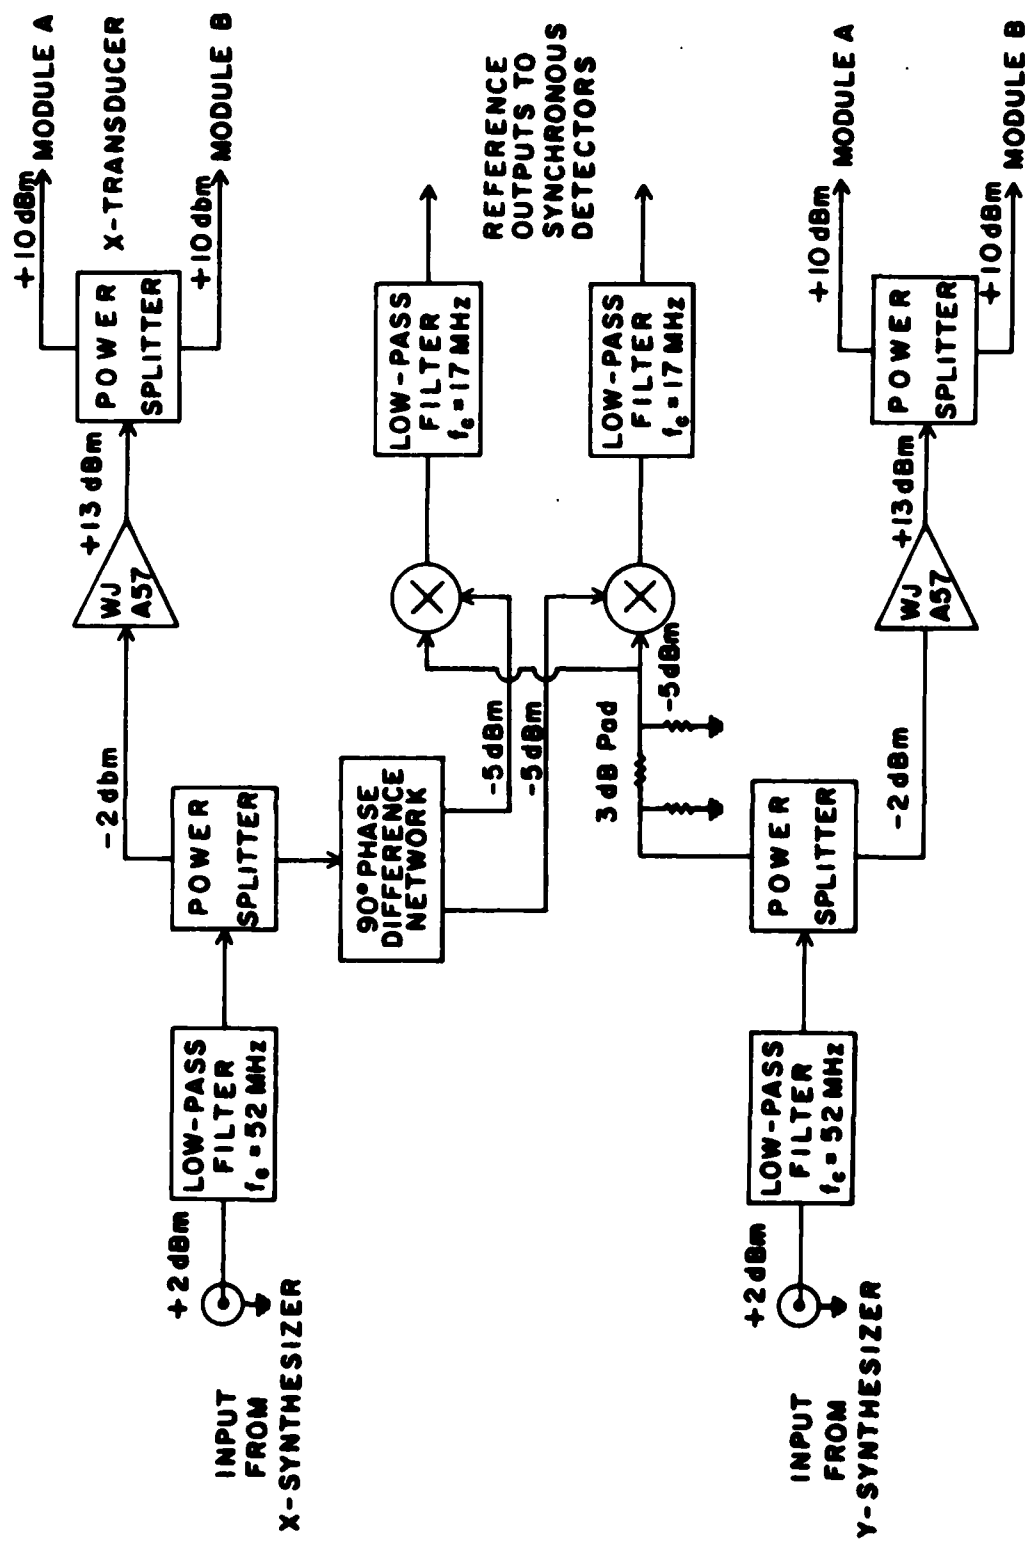 INPUT
FROM
X-SYNTHESIZER
+2dBm
LOW-PASS
FILTER
fc = 52 MHz
POWER
SPLITTER
-2dbm
WJ
A57
+13dBm
POWER
SPLITTER
+10dBm
MODULE A
X-TRANSDUCER
+10dbm
MODULE B
90° PHASE
DIFFERENCE
NETWORK
-5dBm
-5dBm
LOW-PASS
FILTER
fc = 17 MHz
LOW-PASS
FILTER
fc = 17 MHz
REFERENCE
OUTPUTS TO
SYNCHRONOUS
DETECTORS
3 dB Pad
-5dBm
INPUT
FROM
Y-SYNTHESIZER
+2dBm
LOW-PASS
FILTER
fc = 52 MHz
POWER
SPLITTER
-2dBm
WJ
A57
+13dBm
POWER
SPLITTER
+10dBm
MODULE A
+10dBm
MODULE B